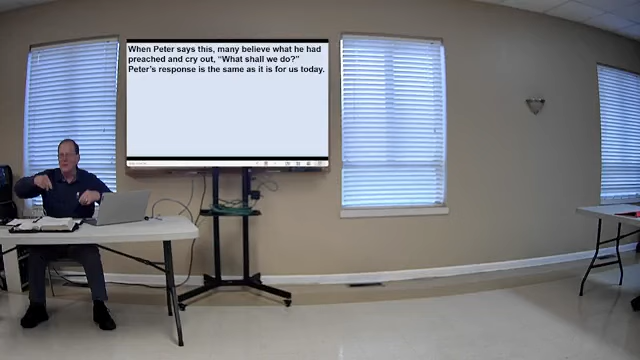 When Peter says this, many believe what he had
preached and cry out, “What shall we do?”
Peter’s response is the same as it is for us today.